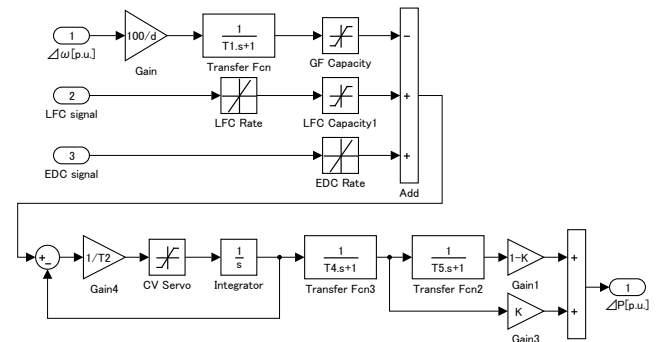 1
⊿ω[p.u.]
100/d
Gain
1
T1.s+1
Transfer Fcn
GF Capacity
−
2
LFC signal
LFC Rate
LFC Capacity1
+
3
EDC signal
EDC Rate
+
Add
+
−
1/T2
Gain4
CV Servo
1
s
Integrator
1
T4.s+1
Transfer Fcn3
1
T5.s+1
Transfer Fcn2
1-K
Gain1
K
Gain3
+
+
1
⊿P[p.u.]